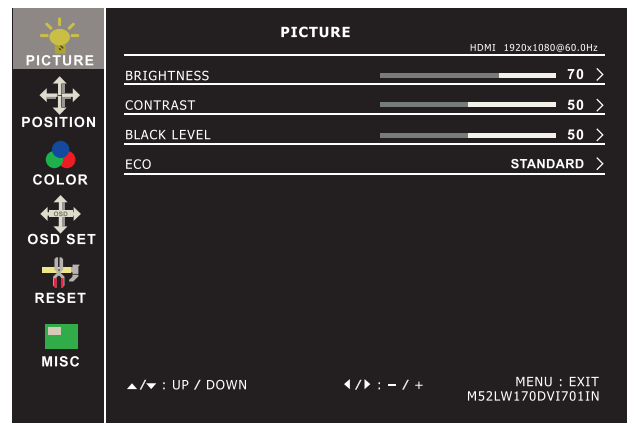 PICTURE
POSITION
COLOR
OSD
OSD SET
RESET
MISC
PICTURE
HDMI 1920x1080@60.0Hz
BRIGHTNESS 70 >
CONTRAST 50 >
BLACK LEVEL 50 >
ECO STANDARD >
▲/▼ : UP / DOWN ◀/▶ : – / + MENU : EXIT
M52LW170DVI701IN